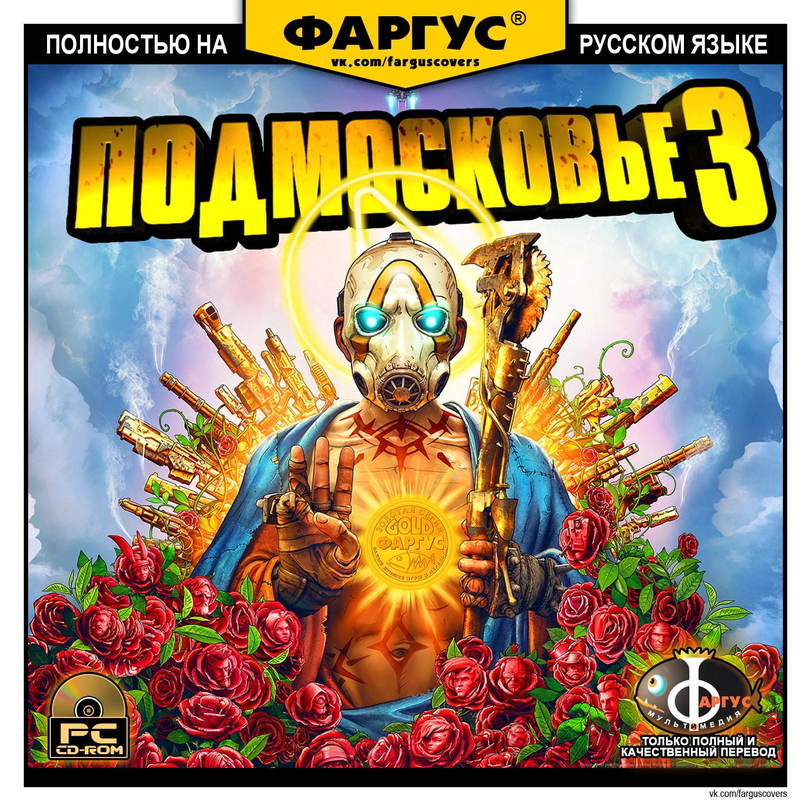 ФАРГУС®
ПОЛНОСТЬЮ НА
РУССКОМ ЯЗЫКЕ
vk.com/farguscovers
ПОДМОСКОВЬЕ 3
GOLD
ФАРГУС
PC
CD-ROM
ФАРГУС
МУЛЬТИМЕДИЯ
ТОЛЬКО ПОЛНЫЙ И
КАЧЕСТВЕННЫЙ ПЕРЕВОД
vk.com/farguscovers